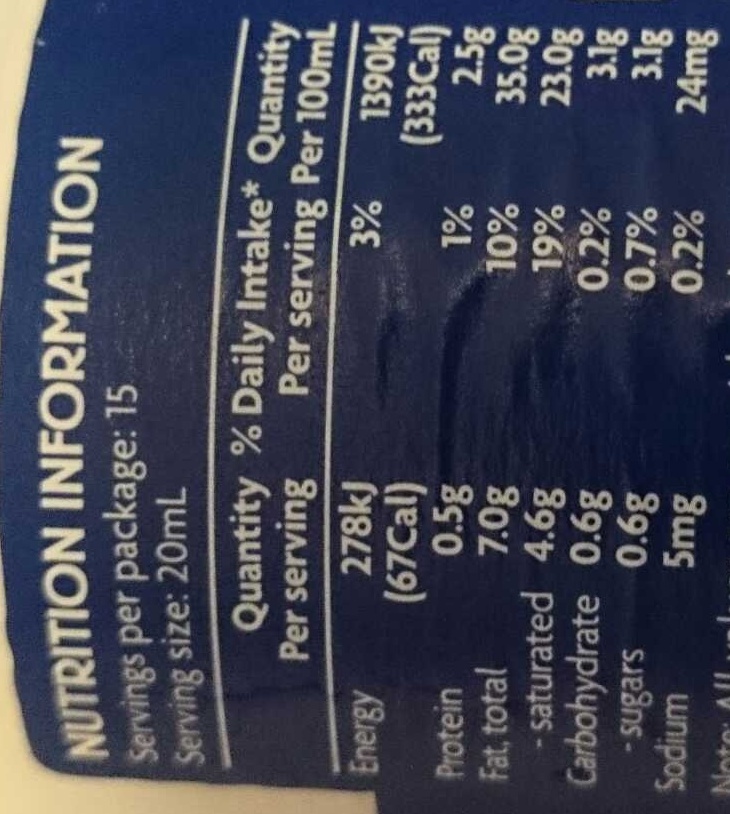 NUTRITION INFORMATION
Servings per package: 15
Serving size: 20mL
Quantity % Daily Intake* Quantity
Per serving Per serving Per 100mL
Energy 278kJ 3% 1390kJ
(67Cal) (333Cal)
Protein 0.5g 1% 2.5g
Fat, total 7.0g 10% 35.0g
- saturated 4.6g 19% 23.0g
Carbohydrate 0.6g 0.2% 3.1g
- sugars 0.6g 0.7% 3.1g
Sodium 5mg 0.2% 24mg
Note: All